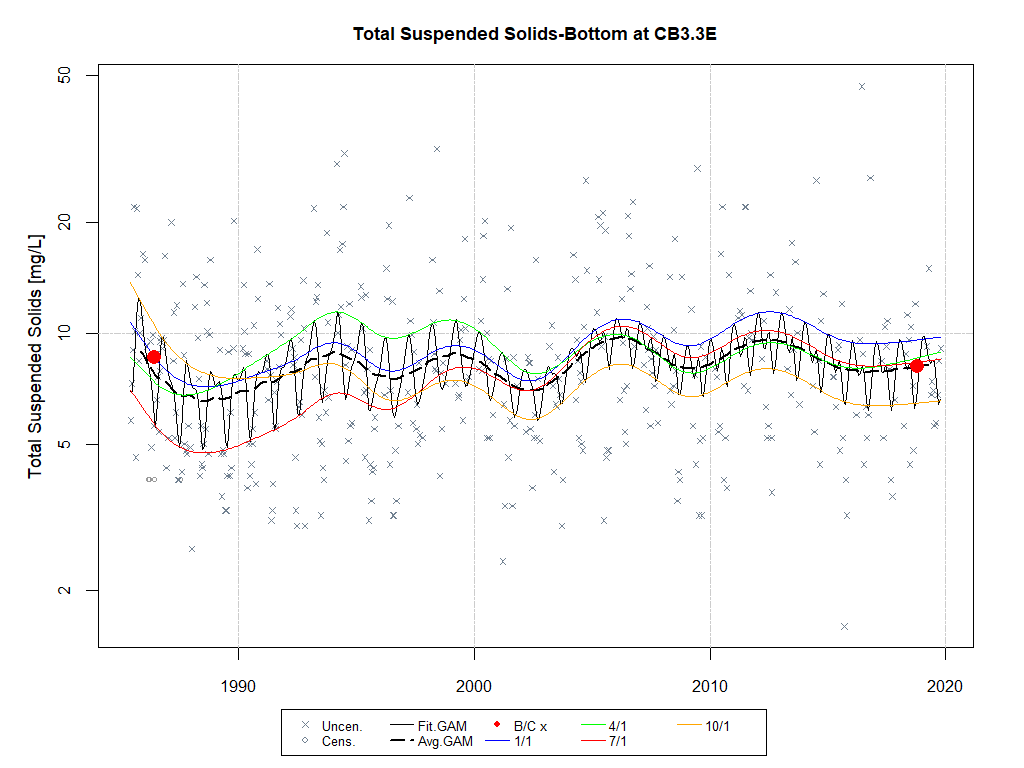 Total Suspended Solids-Bottom at CB3.3E
Total Suspended Solids [mg/L]
50
20
10
5
2
1990 2000 2010 2020
Uncen. Fit.GAM B/C x 4/1 10/1
Cens. Avg.GAM 1/1 7/1